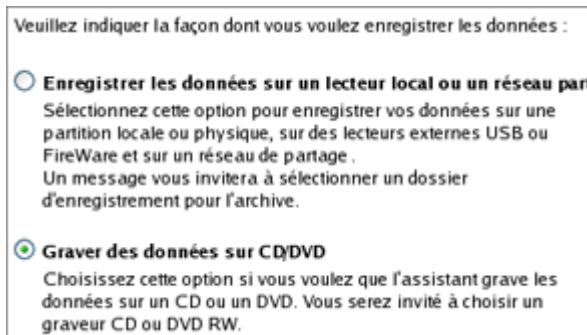 Veuillez indiquer la façon dont vous voulez enregistrer les données :
Enregistrer les données sur un lecteur local ou un réseau part
Sélectionnez cette option pour enregistrer vos données sur une
partition locale ou physique, sur des lecteurs externes USB ou
FireWare et sur un réseau de partage .
Un message vous invitera à sélectionner un dossier
d'enregistrement pour l'archive.
Graver des données sur CD/DVD
Choisissez cette option si vous voulez que l'assistant grave les
données sur un CD ou un DVD. Vous serez invité à choisir un
graveur CD ou DVD RW.